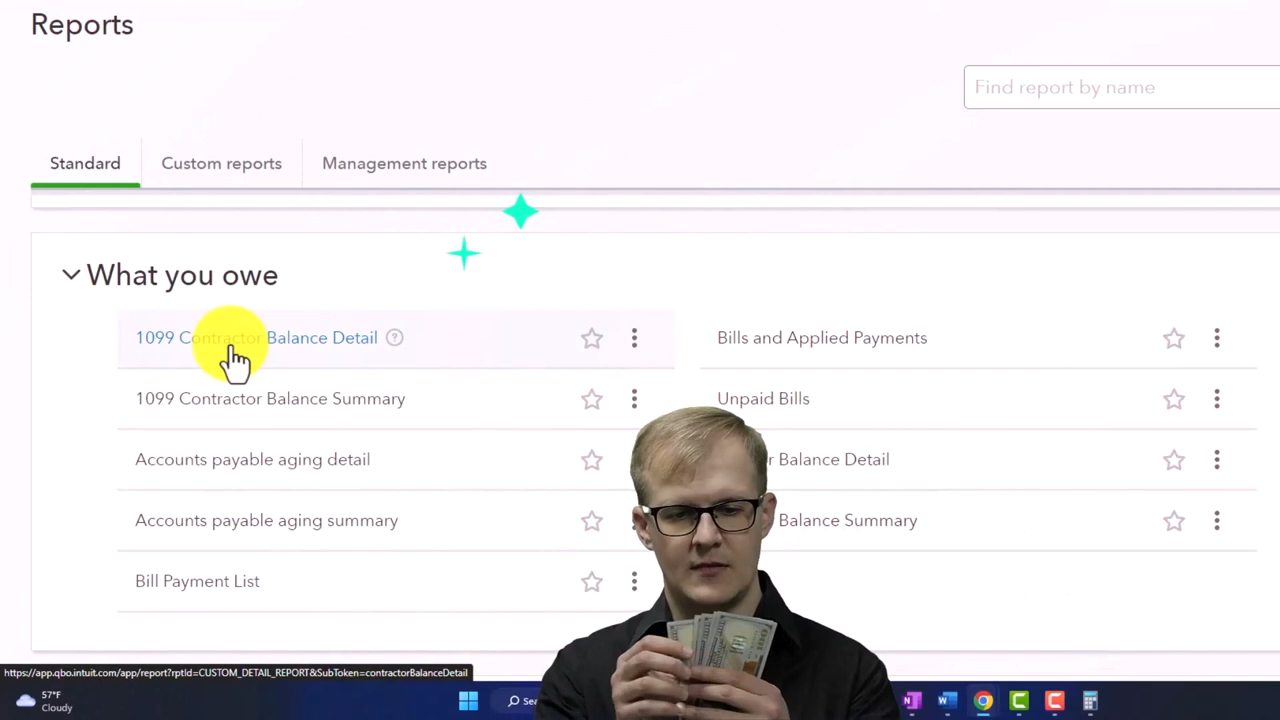 Reports
Find report by name
Standard
Custom reports
Management reports
What you owe
1099 Contractor Balance Detail
Bills and Applied Payments
1099 Contractor Balance Summary
Unpaid Bills
Accounts payable aging detail
Balance Detail
Accounts payable aging summary
Balance Summary
Bill Payment List
https://app.qbo.intuit.com/app/report?rptId=CUSTOM_DETAIL_REPORT&SubToken=contractorBalanceDetail
57°F
Cloudy
100